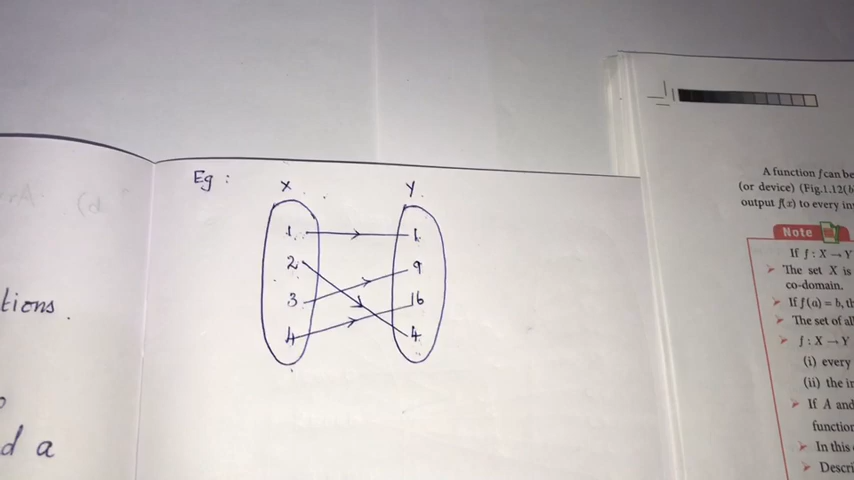 Eg :
X Y
1 1
2 9
3 16
4 4
tions.
d a
A function f can be
(or device) (Fig.1.12(b
output f(x) to every in
Note
If f : X → Y
The set X is
co-domain.
If f(a) = b, th
The set of al
f : X → Y
(i) every
(ii) the in
If A and
function
In this
Descri